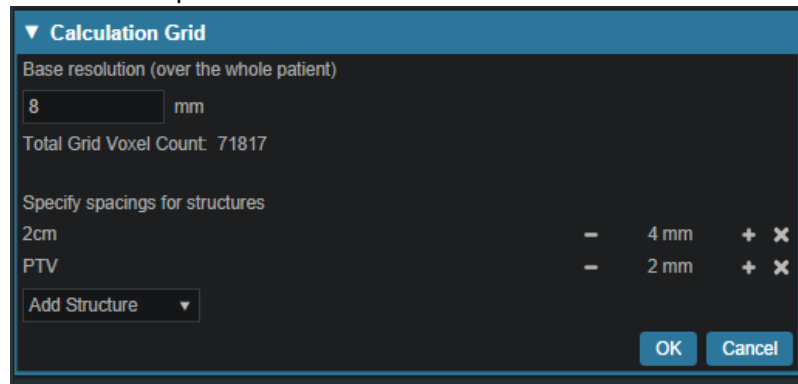 ▼ Calculation Grid
Base resolution (over the whole patient)
8 mm
Total Grid Voxel Count: 71817
Specify spacings for structures
2cm − 4 mm + ✖
PTV − 2 mm + ✖
Add Structure ▼
OK Cancel